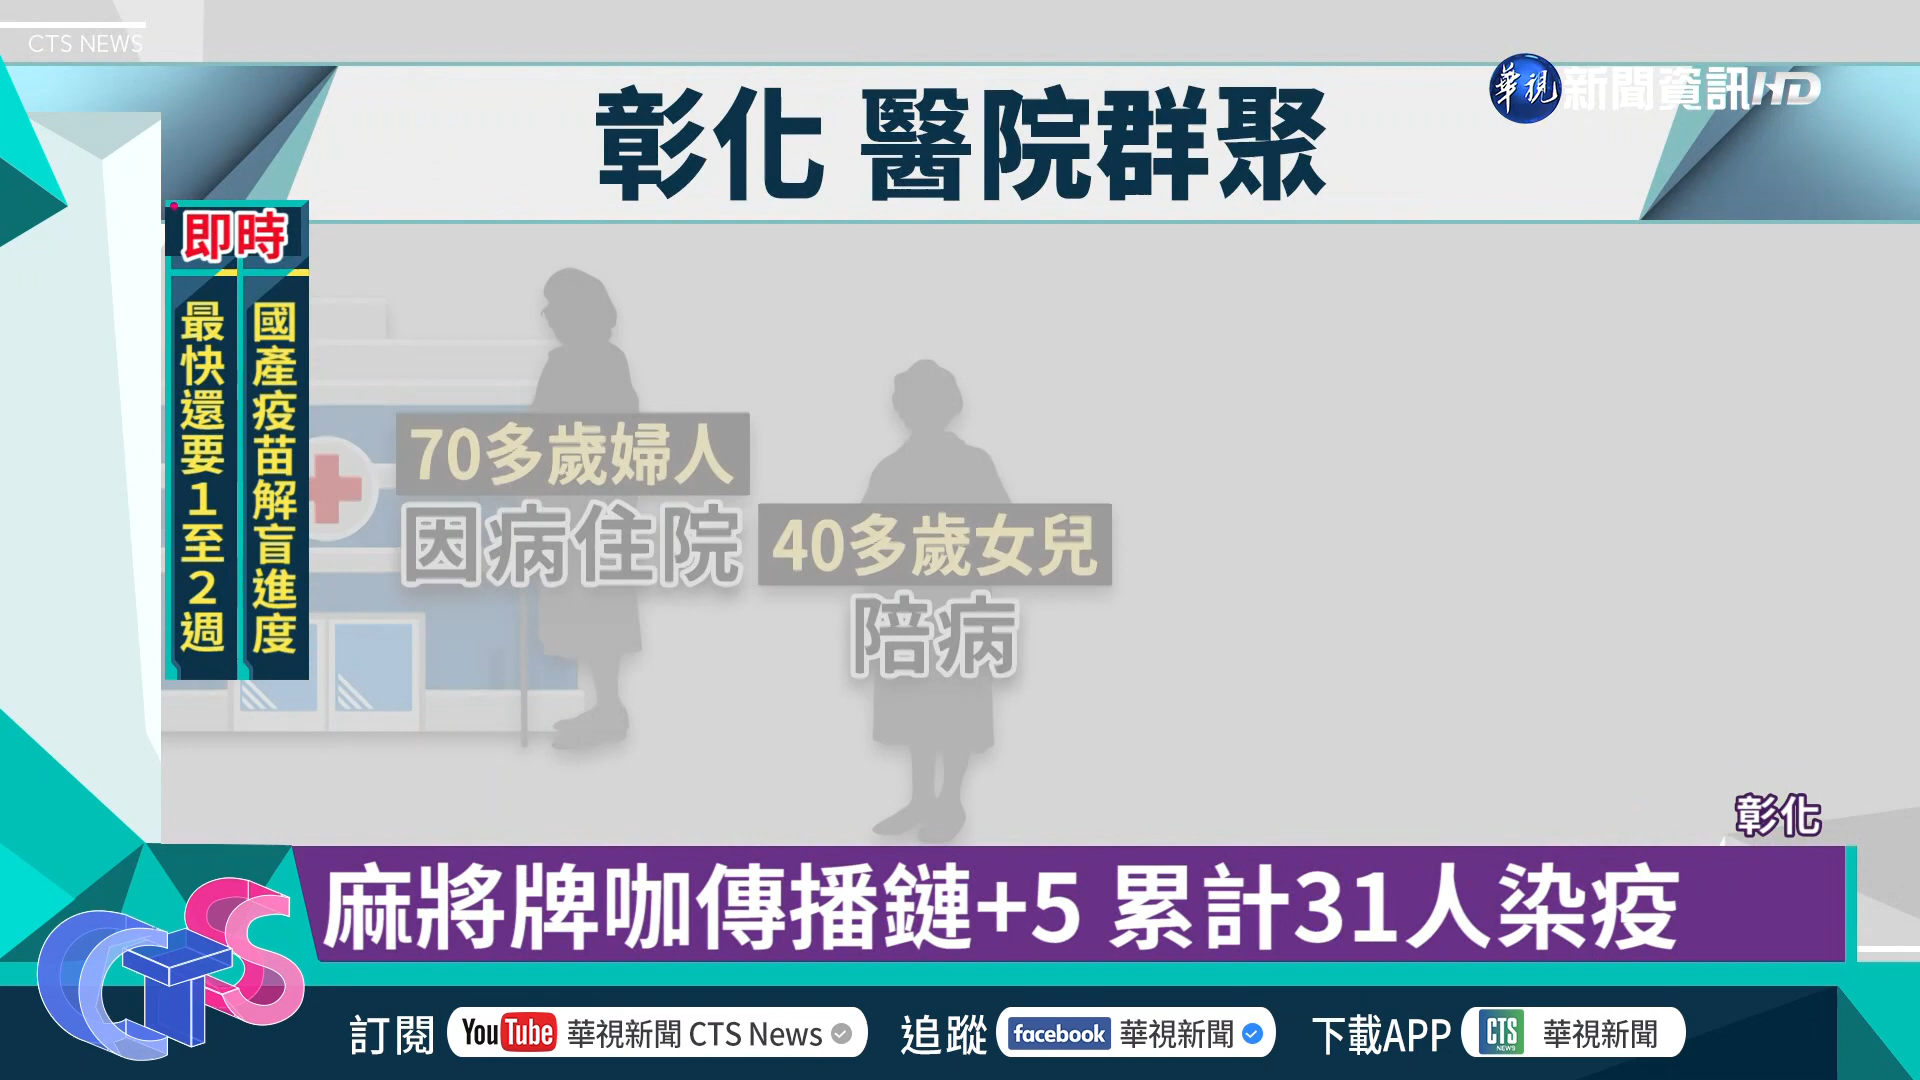 CTS NEWS
彰化 醫院群聚
華視新聞資訊HD
即時
國產疫苗解盲進度
最快還要1至2週
70多歲婦人
因病住院
40多歲女兒
陪病
彰化
麻將牌咖傳播鏈+5 累計31人染疫
CTS
訂閱 YouTube 華視新聞 CTS News 追蹤 facebook 華視新聞 下載APP CTS NEWS 華視新聞